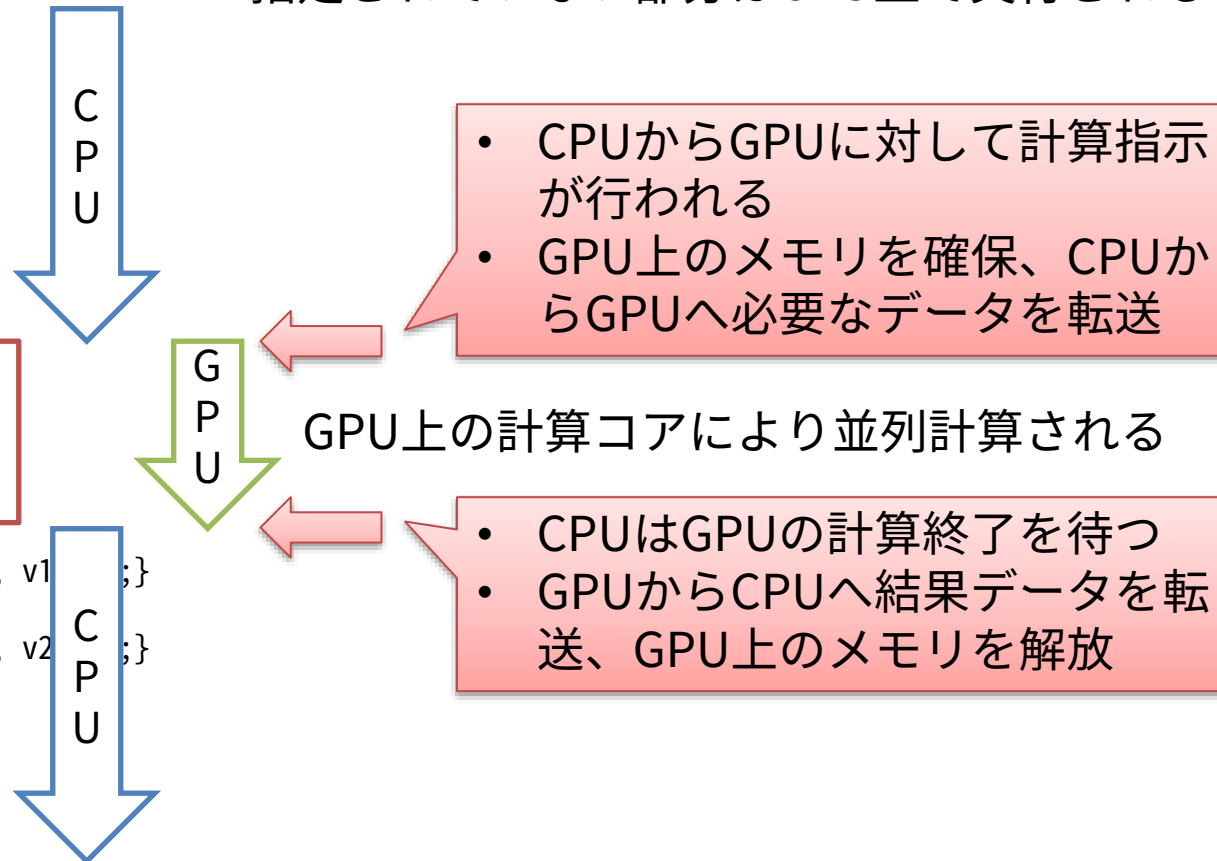 C
P
U
• CPUからGPUに対して計算指示
が行われる
• GPU上のメモリを確保、CPUか
らGPUへ必要なデータを転送
G
P
U
GPU上の計算コアにより並列計算される
• CPUはGPUの計算終了を待つ
• GPUからCPUへ結果データを転
送、GPU上のメモリを解放
, v1 ;}
, v2 ;}
C
P
U